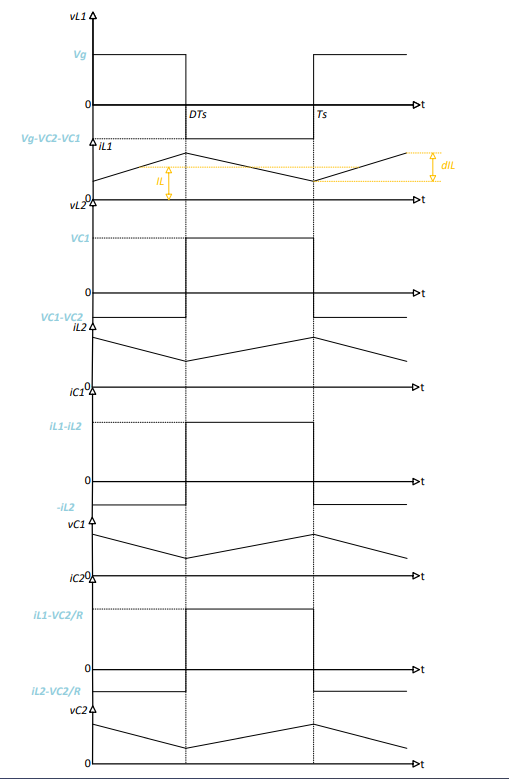 vL1
Vg
0 t
DTs Ts
Vg-VC2-VC1
iL1
dIL
IL
0 t
vL2
VC1
0 t
VC1-VC2
iL2
0 t
iC1
iL1-iL2
0 t
-iL2
vC1
0 t
iC2
iL1-VC2/R
0 t
iL2-VC2/R
vC2
0 t